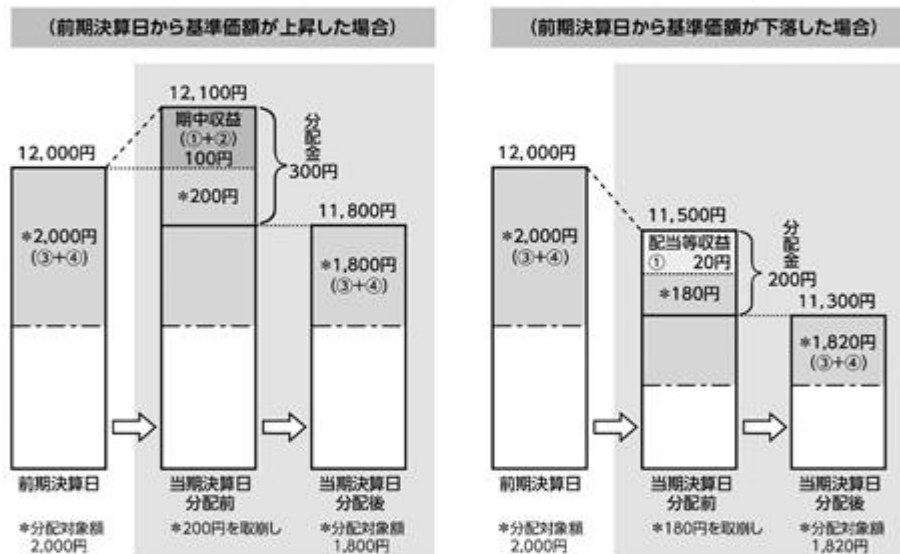 (前期決算日から基準価額が上昇した場合)
12,100円
期中収益
(①+②)
100円
分配金
300円
12,000円
*200円
11,800円
*2,000円
(③+④)
*1,800円
(③+④)
前期決算日
当期決算日
分配前
当期決算日
分配後
*分配対象額
2,000円
*200円を取崩し
*分配対象額
1,800円
(前期決算日から基準価額が下落した場合)
12,000円
11,500円
配当等収益
① 20円
分配金
200円
*2,000円
(③+④)
*180円
11,300円
*1,820円
(③+④)
前期決算日
当期決算日
分配前
当期決算日
分配後
*分配対象額
2,000円
*180円を取崩し
*分配対象額
1,820円